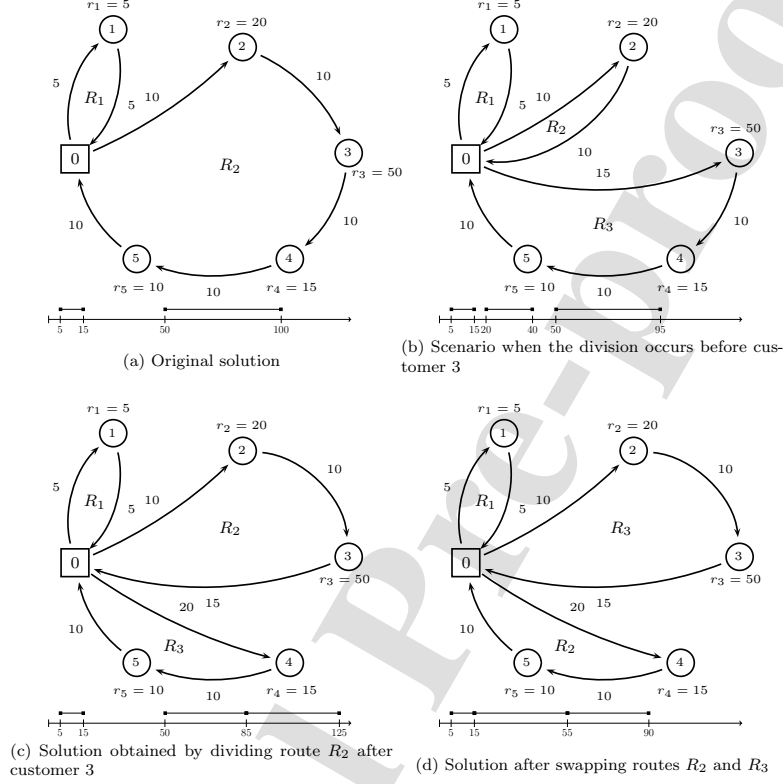 r1 = 5
1
r2 = 20
2
5
R1
5
10
10
0
R2
3
r3 = 50
10
10
5
4
r5 = 10
10
r4 = 15
5 15 50 100
(a) Original solution
r1 = 5
1
r2 = 20
2
5
R1
5
10
R2
10
r3 = 50
0
15
3
10
R3
10
5
4
r5 = 10
10
r4 = 15
5 15 20 40 50 95
(b) Scenario when the division occurs before cus-
tomer 3
r1 = 5
1
r2 = 20
2
10
5
R1
5
10
R2
0
3
r3 = 50
20 15
10
R3
5
4
r5 = 10
10
r4 = 15
5 15 50 85 125
(c) Solution obtained by dividing route R2 after
customer 3
r1 = 5
1
r2 = 20
2
10
5
R1
5
10
R3
0
3
r3 = 50
20 15
10
R2
5
4
r5 = 10
10
r4 = 15
5 15 55 90
(d) Solution after swapping routes R2 and R3
l Pre-proo